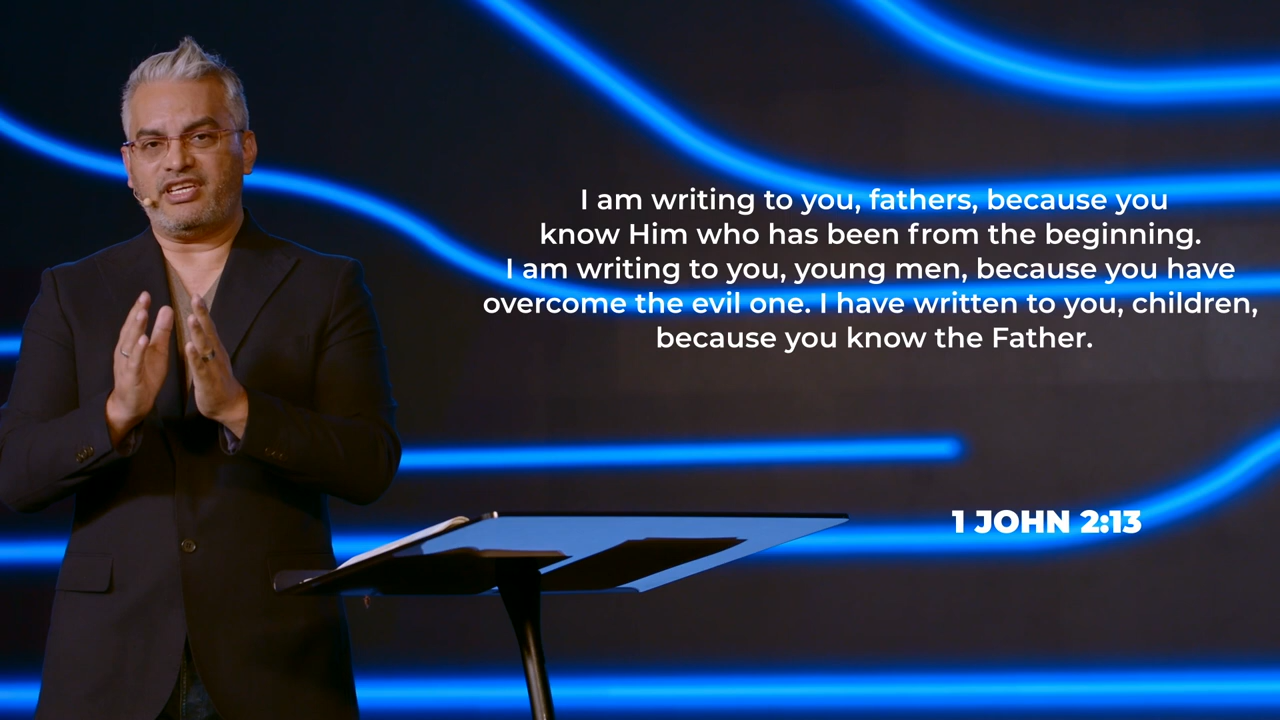 I am writing to you, fathers, because you
know Him who has been from the beginning.
I am writing to you, young men, because you have
overcome the evil one. I have written to you, children,
because you know the Father.
1 JOHN 2:13